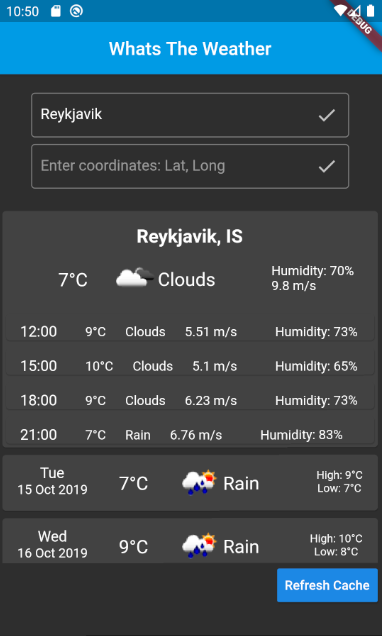 10:50
DEBUG
Whats The Weather
Reykjavik
Enter coordinates: Lat, Long
Reykjavik, IS
7°C Clouds Humidity: 70%
9.8 m/s
12:00 9°C Clouds 5.51 m/s Humidity: 73%
15:00 10°C Clouds 5.1 m/s Humidity: 65%
18:00 9°C Clouds 6.23 m/s Humidity: 73%
21:00 7°C Rain 6.76 m/s Humidity: 83%
Tue
15 Oct 2019
7°C Rain
High: 9°C
Low: 7°C
Wed
16 Oct 2019
9°C Rain
High: 10°C
Low: 8°C
Refresh Cache